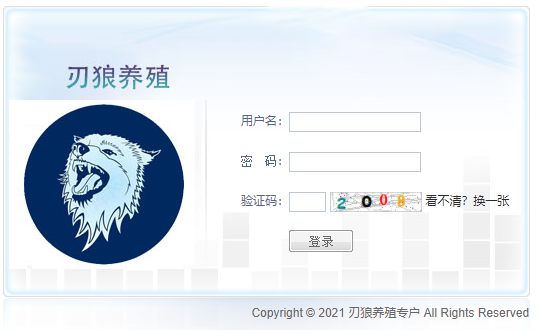 刃狼养殖
用户名：
密　码：
验证码： 2008 看不清？换一张
登录
Copyright © 2021 刃狼养殖专户 All Rights Reserved